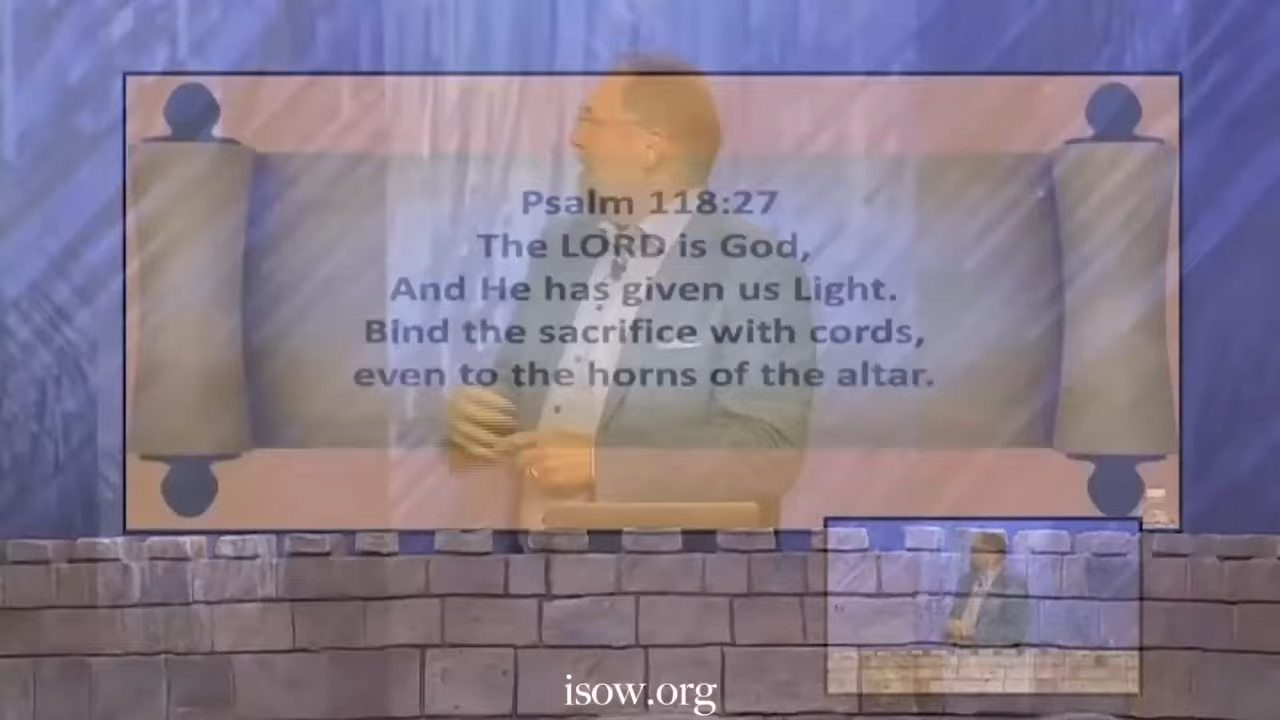 Psalm 118:27
The LORD is God,
And He has given us Light.
Bind the sacrifice with cords,
even to the horns of the altar.
isow.org